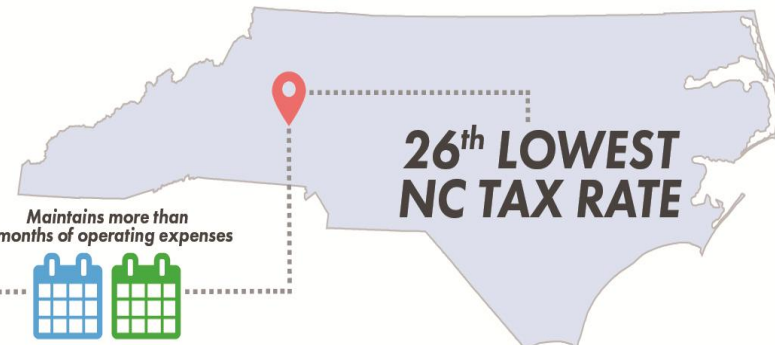 26th LOWEST
NC TAX RATE
Maintains more than
months of operating expenses